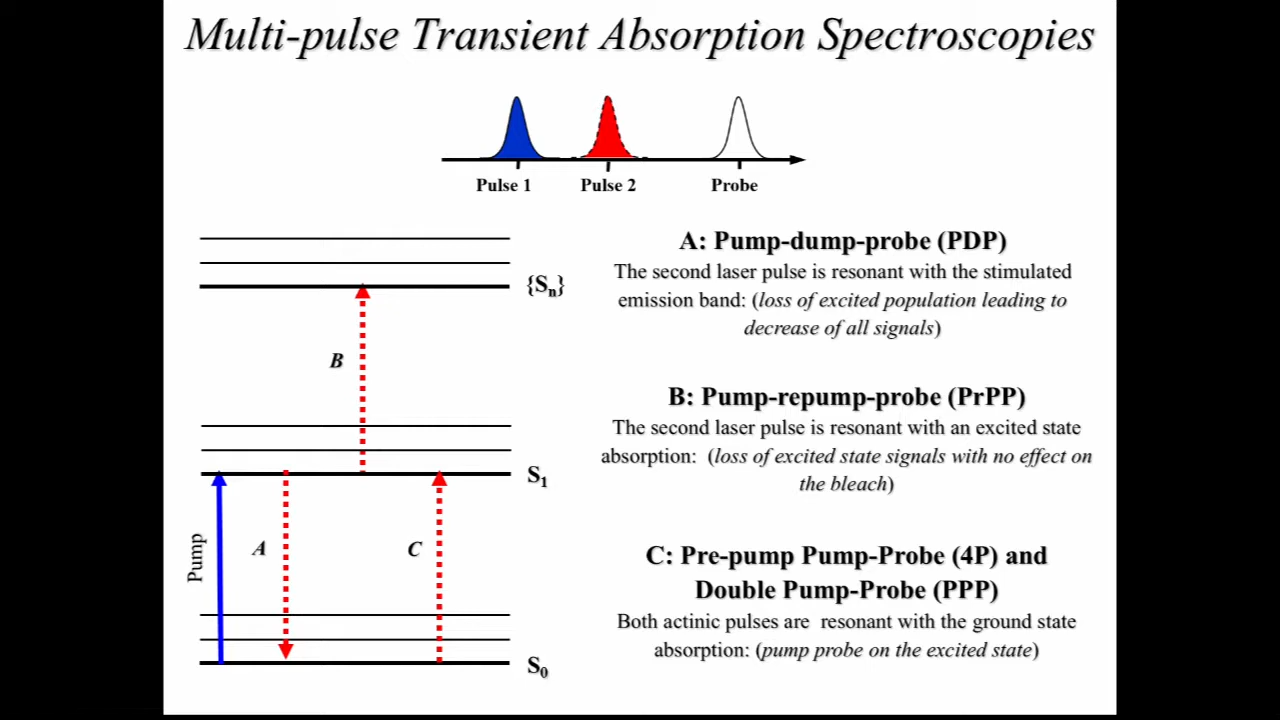 Multi-pulse Transient Absorption Spectroscopies
Pulse 1
Pulse 2
Probe
{Sn}
B
S1
Pump
A
C
S0
A: Pump-dump-probe (PDP)
The second laser pulse is resonant with the stimulated
emission band: (loss of excited population leading to
decrease of all signals)
B: Pump-repump-probe (PrPP)
The second laser pulse is resonant with an excited state
absorption: (loss of excited state signals with no effect on
the bleach)
C: Pre-pump Pump-Probe (4P) and
Double Pump-Probe (PPP)
Both actinic pulses are resonant with the ground state
absorption: (pump probe on the excited state)